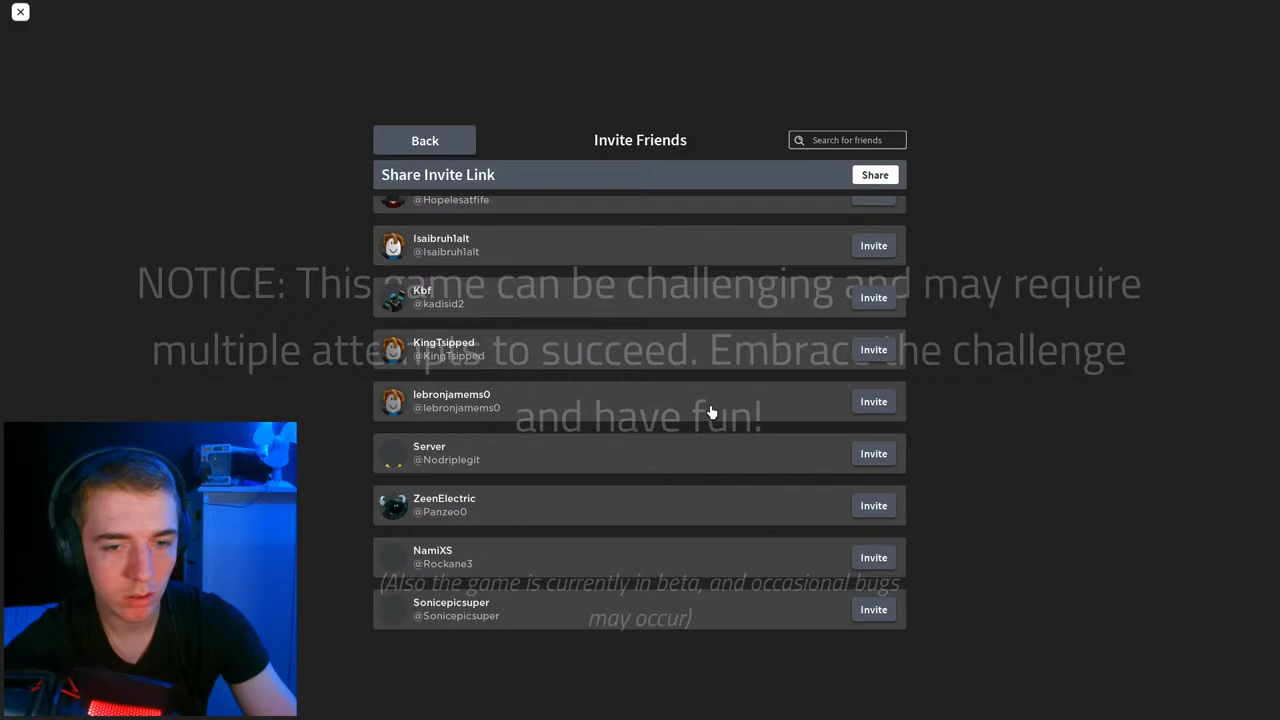 Back
Invite Friends
Search for friends
Share Invite Link
Share
@Hopelesatfife
Isaibruh1alt
@Isaibruh1alt
Invite
NOTICE: This game can be challenging and may require
Kbf
@kadisid2
Invite
KingTsipped
@KingTsipped
Invite
multiple attempts to succeed. Embrace the challenge
lebronjamems0
@lebronjamems0
Invite
and have fun!
Server
@Nodriplegit
Invite
ZeenElectric
@Panzeo0
Invite
NamiXS
@Rockane3
Invite
(Also the game is currently in beta, and occasional bugs
Sonicepicsuper
@Sonicepicsuper
Invite
may occur)